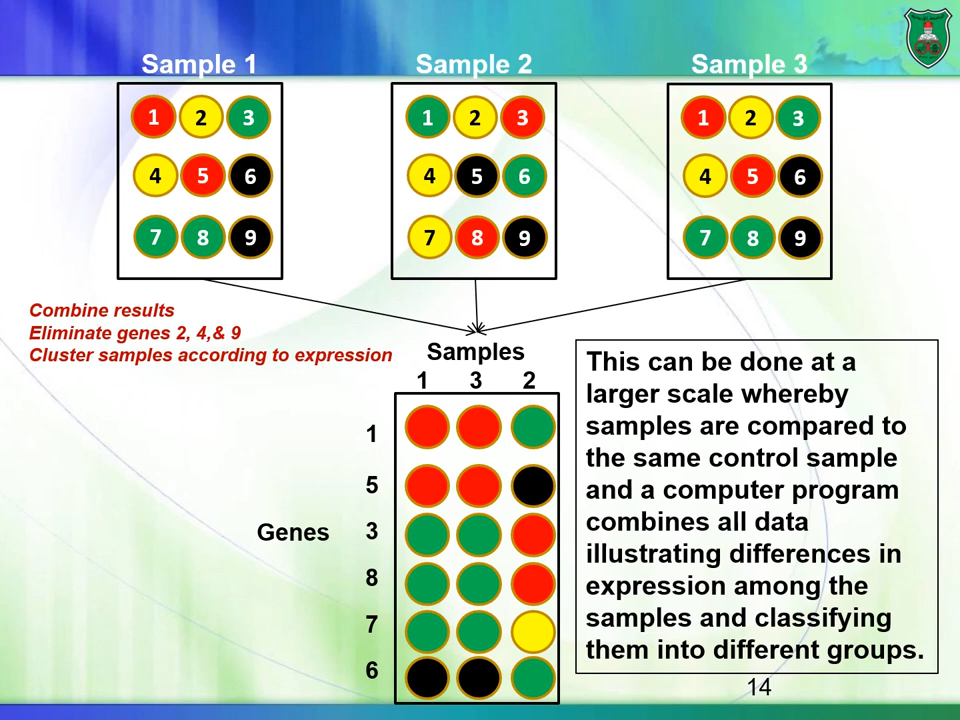 Sample 1
Sample 2
Sample 3
1 2 3
4 5 6
7 8 9
1 2 3
4 5 6
7 8 9
1 2 3
4 5 6
7 8 9
Combine results
Eliminate genes 2, 4,& 9
Cluster samples according to expression
Samples
1 3 2
Genes
1
5
3
8
7
6
This can be done at a
larger scale whereby
samples are compared to
the same control sample
and a computer program
combines all data
illustrating differences in
expression among the
samples and classifying
them into different groups.
14